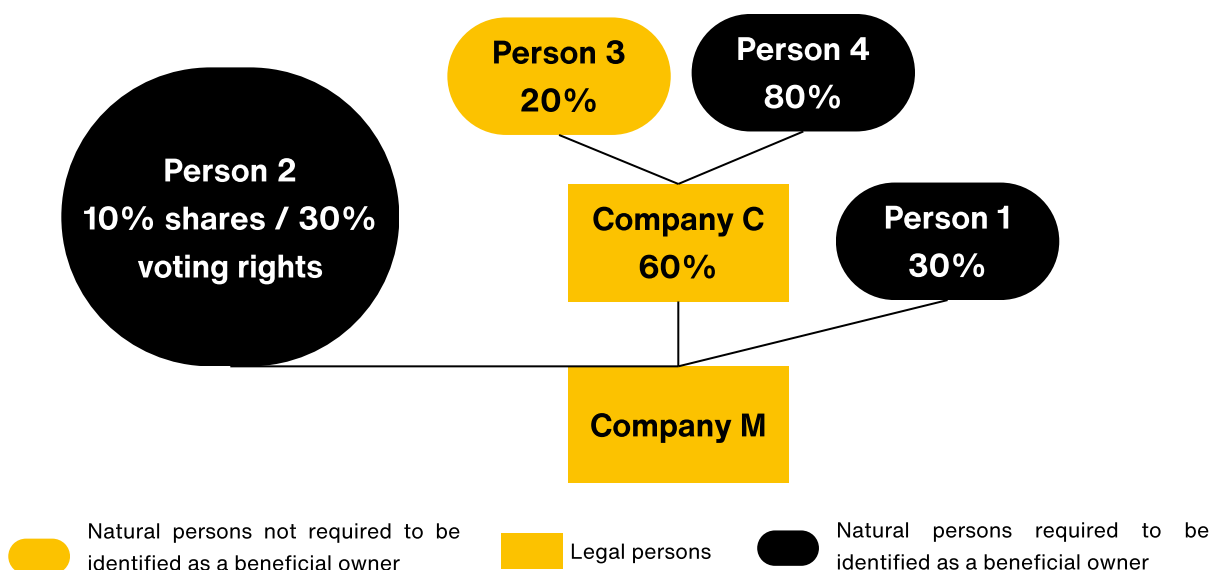 Person 3
20%
Person 4
80%
Person 2
10% shares / 30%
voting rights
Company C
60%
Person 1
30%
Company M
Natural persons not required to be
identified as a beneficial owner
Legal persons
Natural persons required to be
identified as a beneficial owner